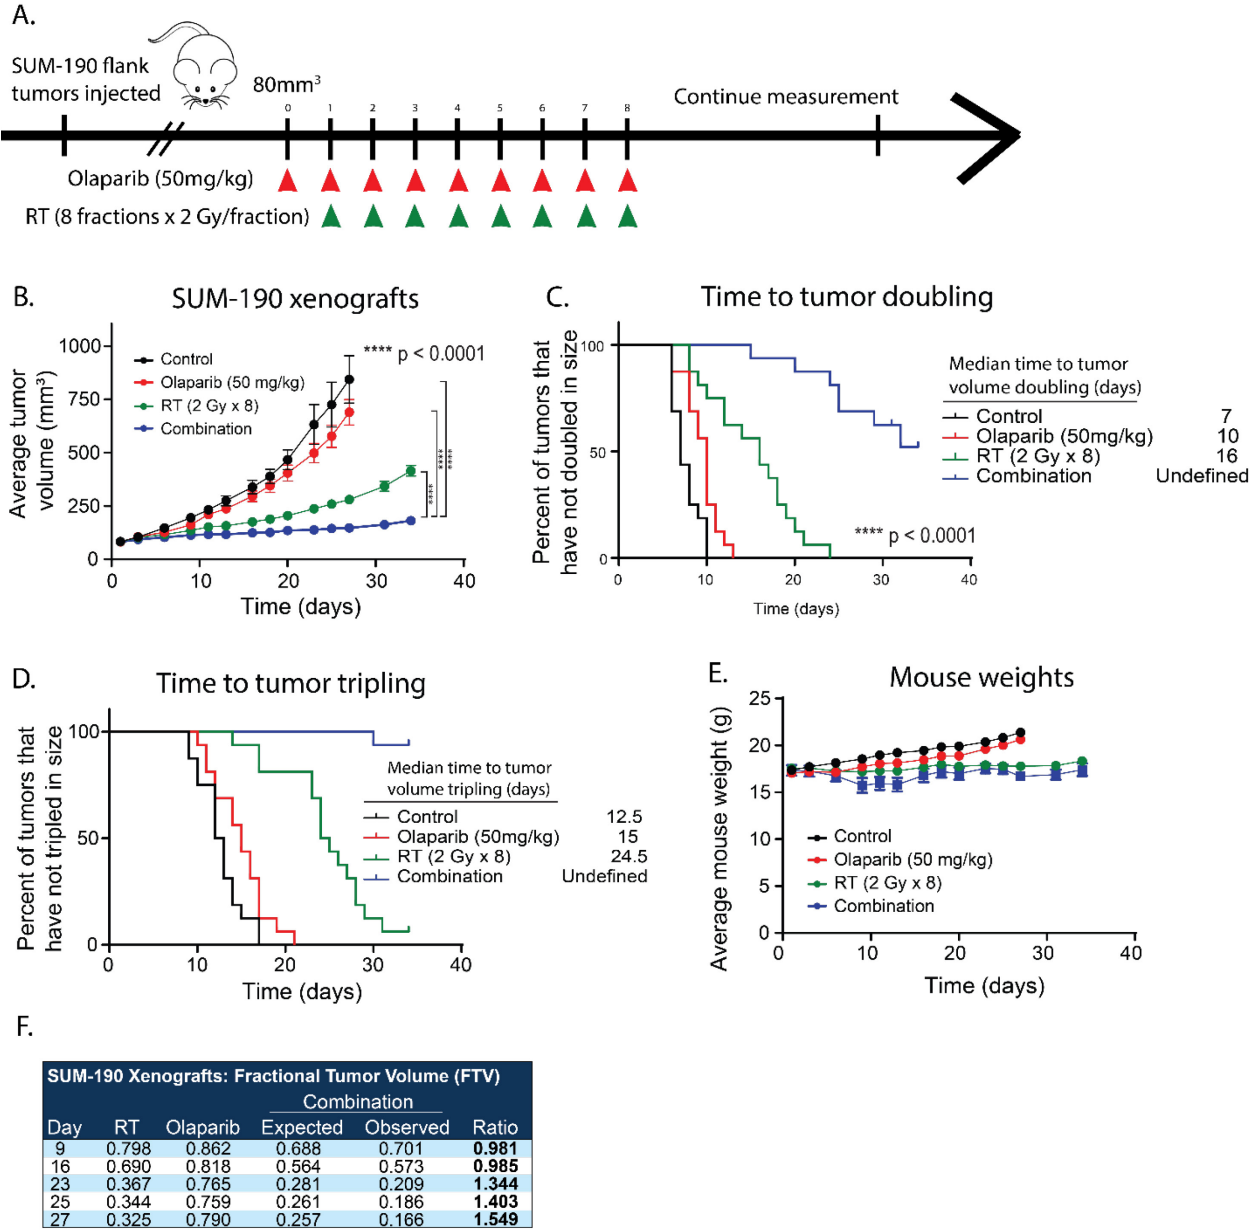 A.
SUM-190 flank
tumors injected
80mm³
0 1 2 3 4 5 6 7 8
Continue measurement
Olaparib (50mg/kg)
RT (8 fractions x 2 Gy/fraction)
B.
SUM-190 xenografts
**** p < 0.0001
Control
Olaparib (50 mg/kg)
RT (2 Gy x 8)
Combination
Average tumor
volume (mm³)
1000
750
500
250
0
****
****
****
0 10 20 30 40
Time (days)
C.
Time to tumor doubling
Percent of tumors that
have not doubled in size
100
50
0
Median time to tumor
volume doubling (days)
Control 7
Olaparib (50mg/kg) 10
RT (2 Gy x 8) 16
Combination Undefined
**** p < 0.0001
0 10 20 30 40
Time (days)
D.
Time to tumor tripling
Percent of tumors that
have not tripled in size
100
50
0
Median time to tumor
volume tripling (days)
Control 12.5
Olaparib (50mg/kg) 15
RT (2 Gy x 8) 24.5
Combination Undefined
0 10 20 30 40
Time (days)
E.
Mouse weights
Average mouse weight (g)
25
20
15
10
5
0
Control
Olaparib (50 mg/kg)
RT (2 Gy x 8)
Combination
0 10 20 30 40
Time (days)
F.
SUM-190 Xenografts: Fractional Tumor Volume (FTV)
Combination
Day RT Olaparib Expected Observed Ratio
9 0.798 0.862 0.688 0.701 0.981
16 0.690 0.818 0.564 0.573 0.985
23 0.367 0.765 0.281 0.209 1.344
25 0.344 0.759 0.261 0.186 1.403
27 0.325 0.790 0.257 0.166 1.549